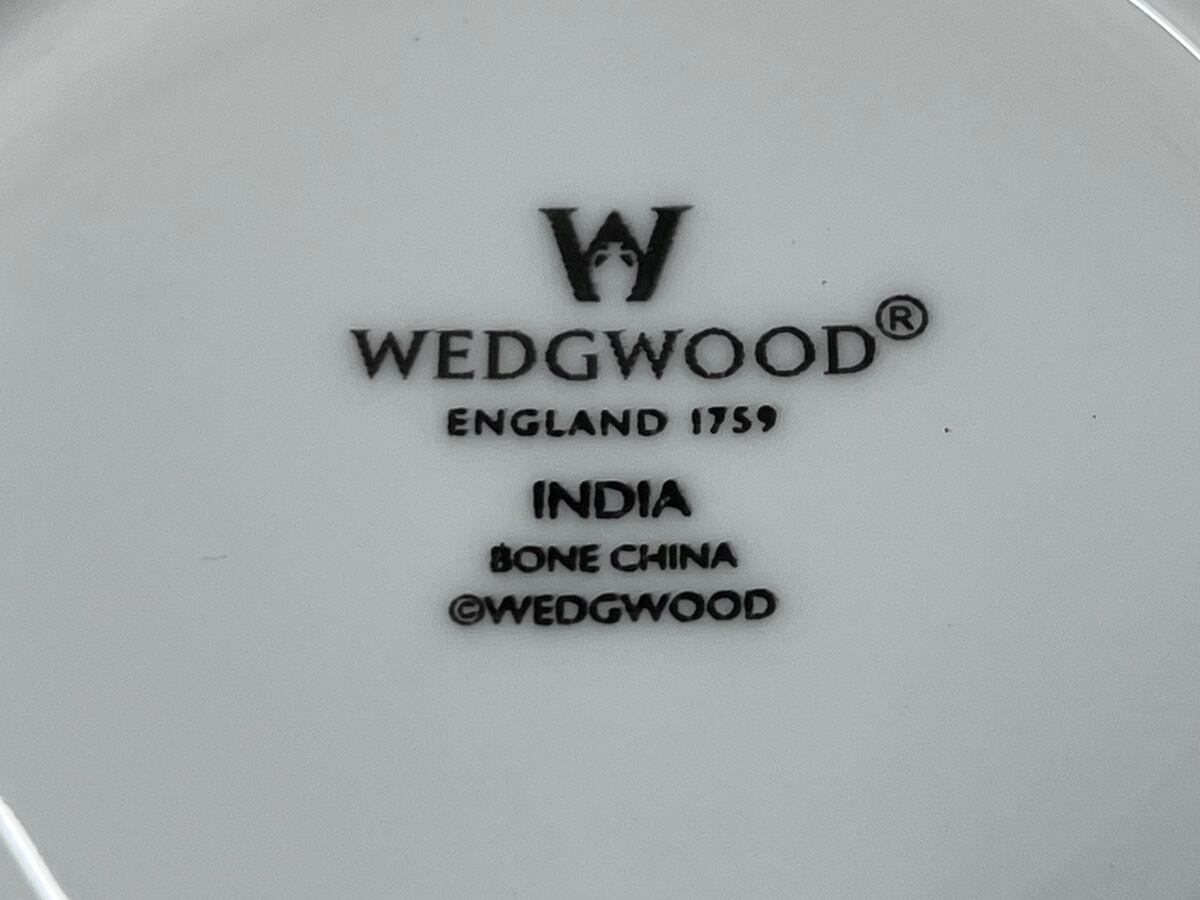 W
WEDGWOOD®
ENGLAND 1759
INDIA
BONE CHINA
©WEDGWOOD